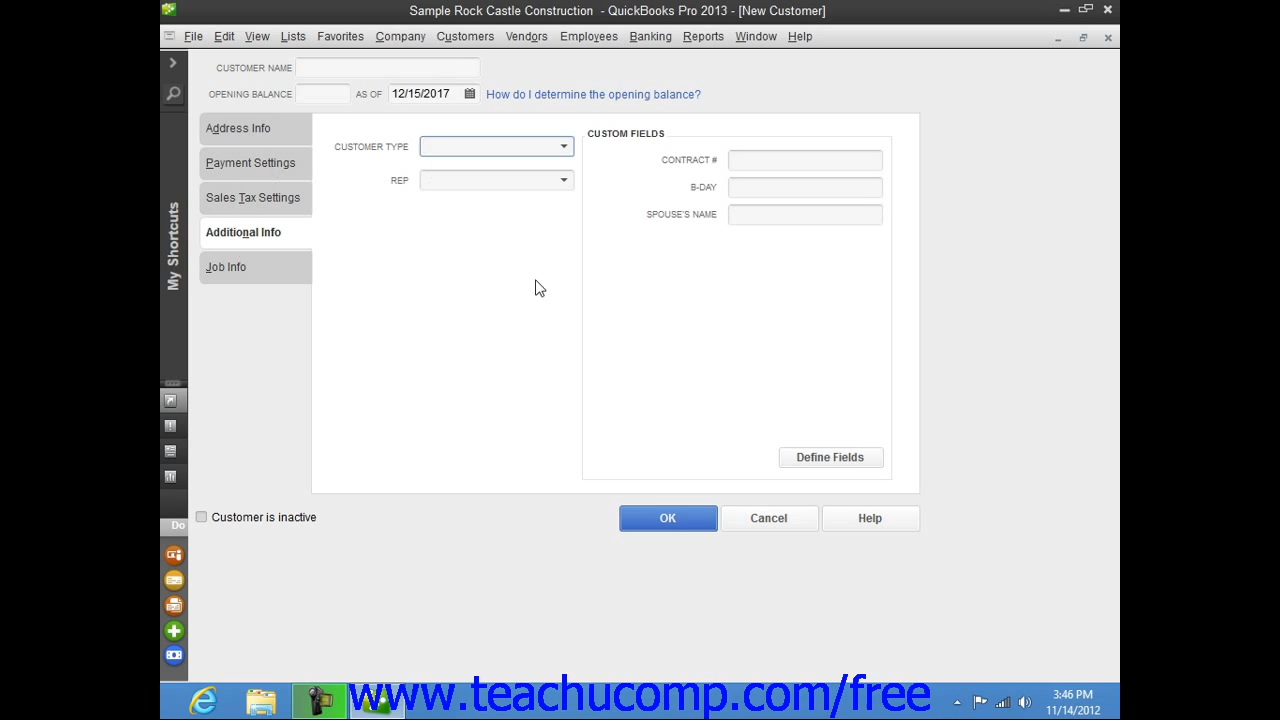 Sample Rock Castle Construction - QuickBooks Pro 2013 - [New Customer]
File Edit View Lists Favorites Company Customers Vendors Employees Banking Reports Window Help
CUSTOMER NAME
OPENING BALANCE AS OF 12/15/2017 How do I determine the opening balance?
Address Info
Payment Settings
Sales Tax Settings
Additional Info
Job Info
CUSTOMER TYPE
REP
CUSTOM FIELDS
CONTRACT #
B-DAY
SPOUSE'S NAME
Define Fields
My Shortcuts
Do
Customer is inactive
OK Cancel Help
www.teachucomp.com/free
3:46 PM
11/14/2012